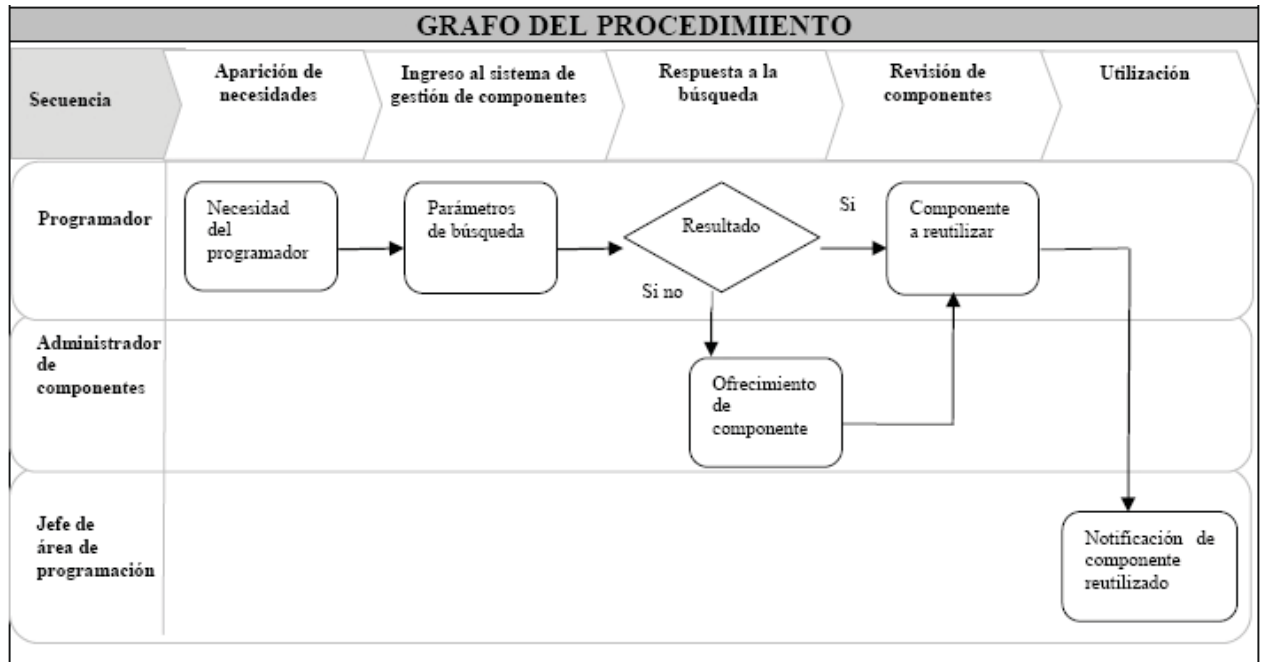 GRAFO DEL PROCEDIMIENTO
Secuencia
Aparición de
necesidades
Ingreso al sistema de
gestión de componentes
Respuesta a la
búsqueda
Revisión de
componentes
Utilización
Programador
Necesidad
del
programador
Parámetros
de búsqueda
Resultado
Si
Si no
Componente
a reutilizar
Administrador
de
componentes
Ofrecimiento
de
componente
Jefe de
área de
programación
Notificación de
componente
reutilizado